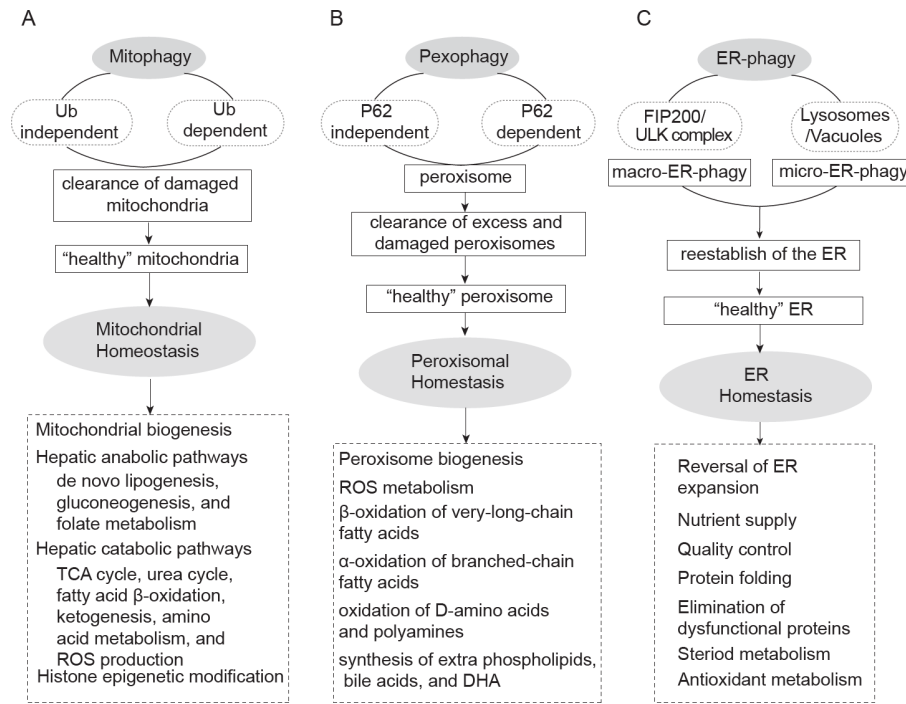 A
Mitophagy
Ub
independent
Ub
dependent
clearance of damaged
mitochondria
“healthy” mitochondria
Mitochondrial
Homeostasis
Mitochondrial biogenesis
Hepatic anabolic pathways
de novo lipogenesis,
gluconeogenesis, and
folate metabolism
Hepatic catabolic pathways
TCA cycle, urea cycle,
fatty acid β-oxidation,
ketogenesis, amino
acid metabolism, and
ROS production
Histone epigenetic modification
B
Pexophagy
P62
independent
P62
dependent
peroxisome
clearance of excess and
damaged peroxisomes
“healthy” peroxisome
Peroxisomal
Homestasis
Peroxisome biogenesis
ROS metabolism
β-oxidation of very-long-chain
fatty acids
α-oxidation of branched-chain
fatty acids
oxidation of D-amino acids
and polyamines
synthesis of extra phospholipids,
bile acids, and DHA
C
ER-phagy
FIP200/
ULK complex
Lysosomes
/Vacuoles
macro-ER-phagy
micro-ER-phagy
reestablish of the ER
“healthy” ER
ER
Homestasis
Reversal of ER
expansion
Nutrient supply
Quality control
Protein folding
Elimination of
dysfunctional proteins
Steriod metabolism
Antioxidant metabolism